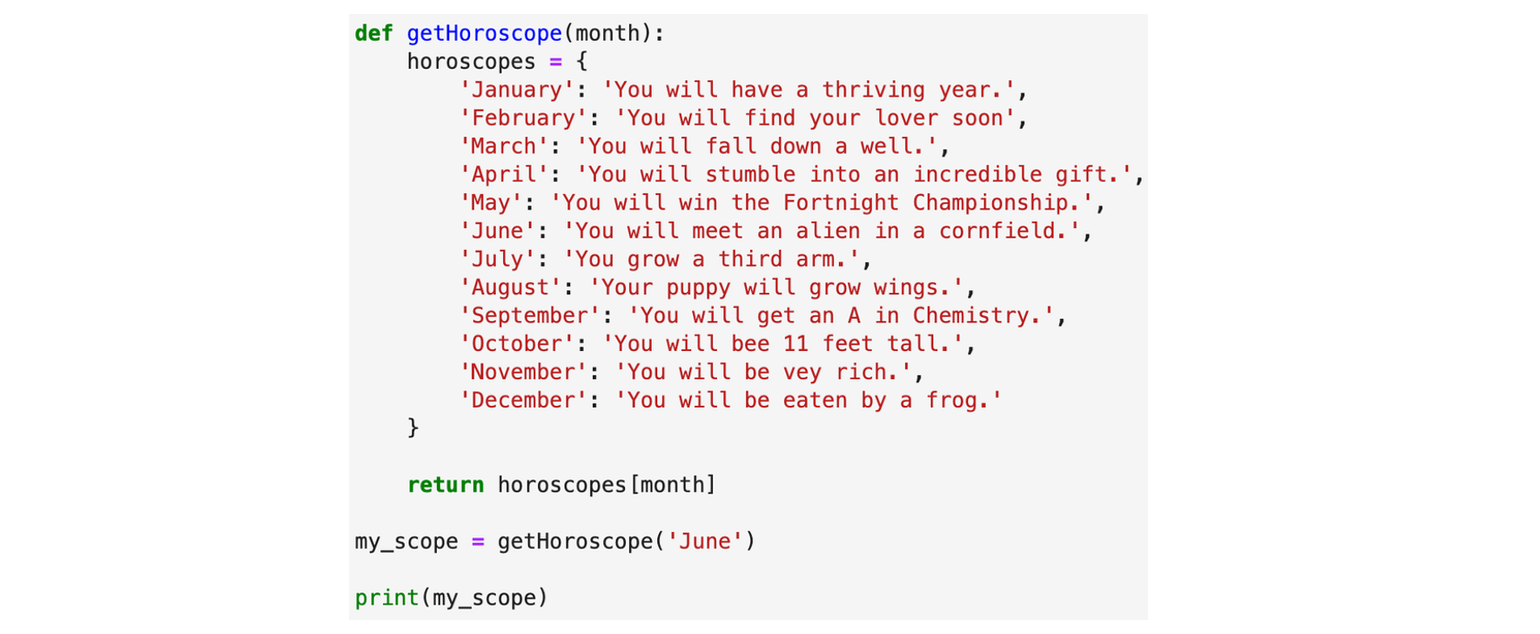 def getHoroscope(month):
    horoscopes = {
        'January': 'You will have a thriving year.',
        'February': 'You will find your lover soon',
        'March': 'You will fall down a well.',
        'April': 'You will stumble into an incredible gift.',
        'May': 'You will win the Fortnight Championship.',
        'June': 'You will meet an alien in a cornfield.',
        'July': 'You grow a third arm.',
        'August': 'Your puppy will grow wings.',
        'September': 'You will get an A in Chemistry.',
        'October': 'You will bee 11 feet tall.',
        'November': 'You will be vey rich.',
        'December': 'You will be eaten by a frog.'
    }
    return horoscopes[month]
my_scope = getHoroscope('June')
print(my_scope)